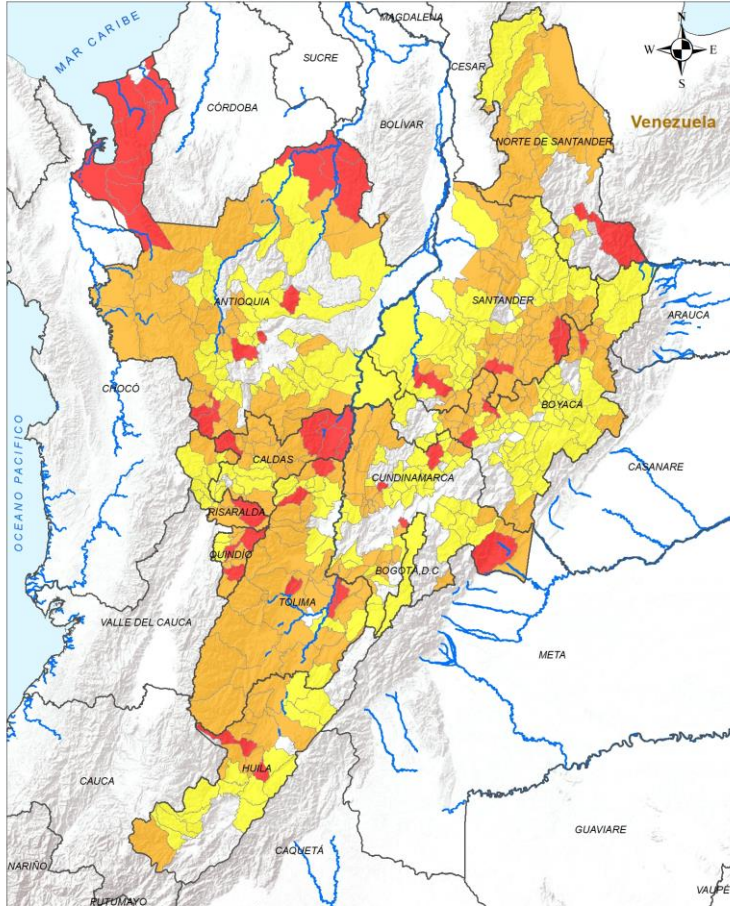 MAR CARIBE
MAGDALENA
N
W
E
S
SUCRE
CESAR
CÓRDOBA
BOLÍVAR
Venezuela
NORTE DE SANTANDER
ANTIOQUIA
SANTANDER
ARAUCA
CHOCÓ
BOYACÁ
OCEANO PACIFICO
CALDAS
CUNDINAMARCA
CASANARE
RISARALDA
QUINDÍO
BOGOTÁ, D.C
TOLIMA
VALLE DEL CAUCA
META
HUILA
CAUCA
GUAVIARE
CAQUETÁ
NARIÑO
PUTUMAYO
VAUPÉ